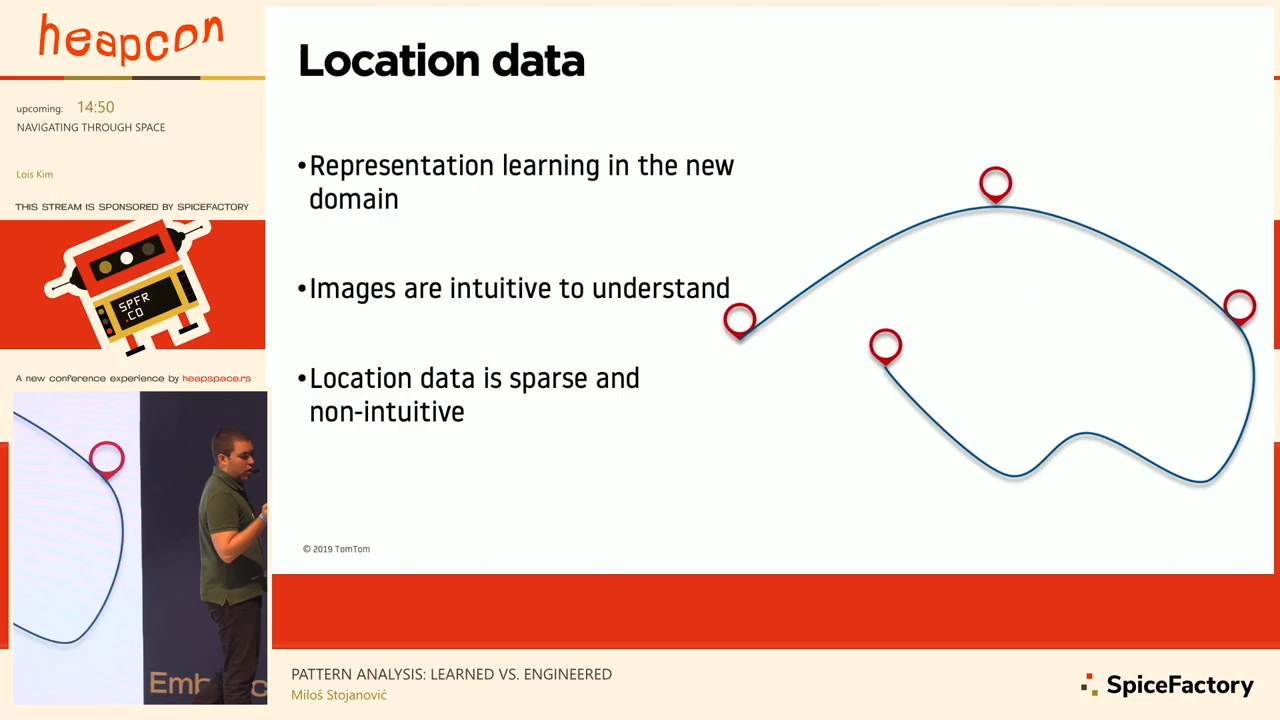 heapcon
upcoming: 14:50
NAVIGATING THROUGH SPACE
Lois Kim
THIS STREAM IS SPONSORED BY SPICEFACTORY
SPFR
.CO
A new conference experience by heapspace.rs
Location data
•Representation learning in the new
domain
•Images are intuitive to understand
•Location data is sparse and
non-intuitive
© 2019 TomTom
PATTERN ANALYSIS: LEARNED VS. ENGINEERED
Miloš Stojanović
SpiceFactory